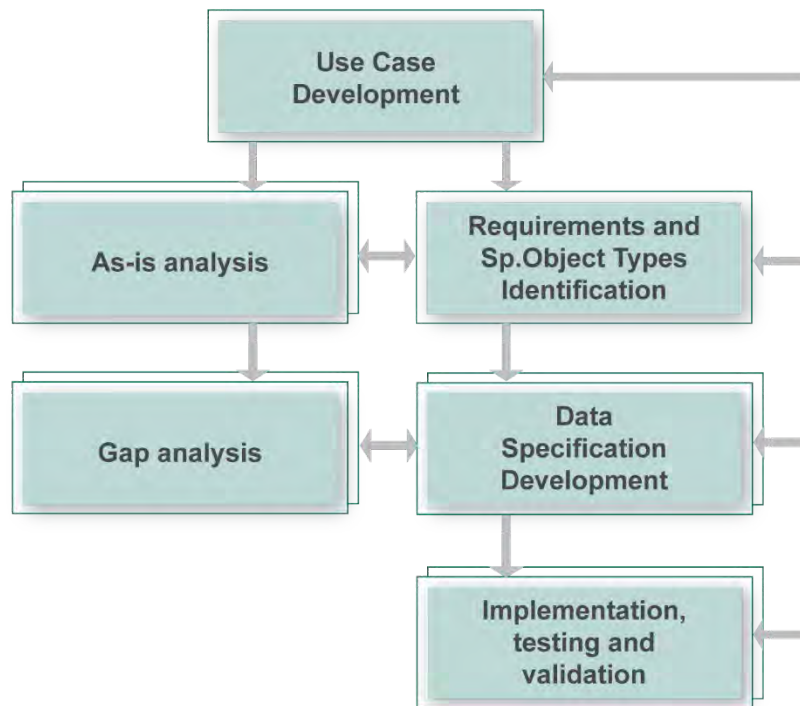 Use Case
Development
As-is analysis
Requirements and
Sp.Object Types
Identification
Gap analysis
Data
Specification
Development
Implementation,
testing and
validation